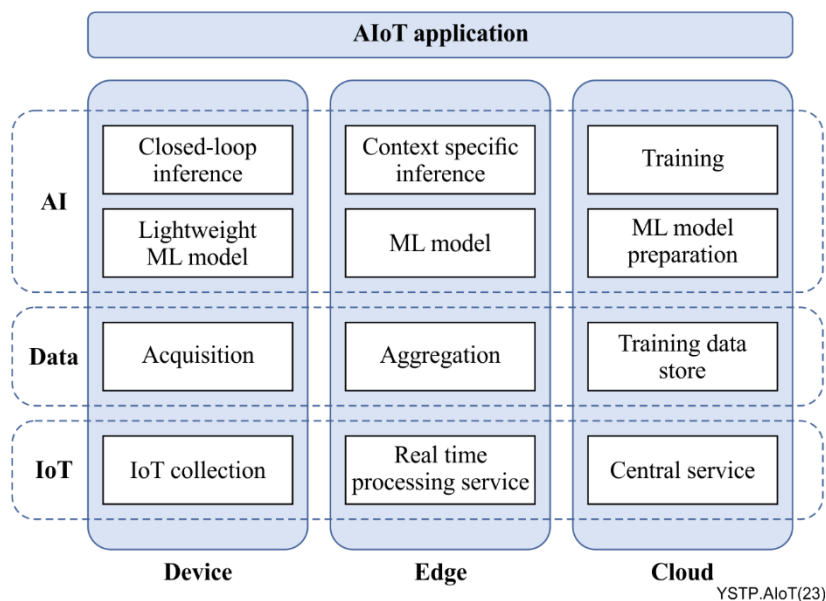 AIoT application
AI
Closed-loop
inference
Context specific
inference
Training
Lightweight
ML model
ML model
ML model
preparation
Data
Acquisition
Aggregation
Training data
store
IoT
IoT collection
Real time
processing service
Central service
Device
Edge
Cloud
YSTP.AIoT(23)